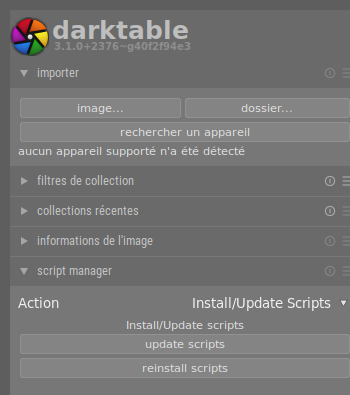 darktable
3.1.0+2376~g40f2f94e3
importer
image...
dossier...
rechercher un appareil
aucun appareil supporté n'a été détecté
filtres de collection
collections récentes
informations de l'image
script manager
Action Install/Update Scripts
Install/Update scripts
update scripts
reinstall scripts